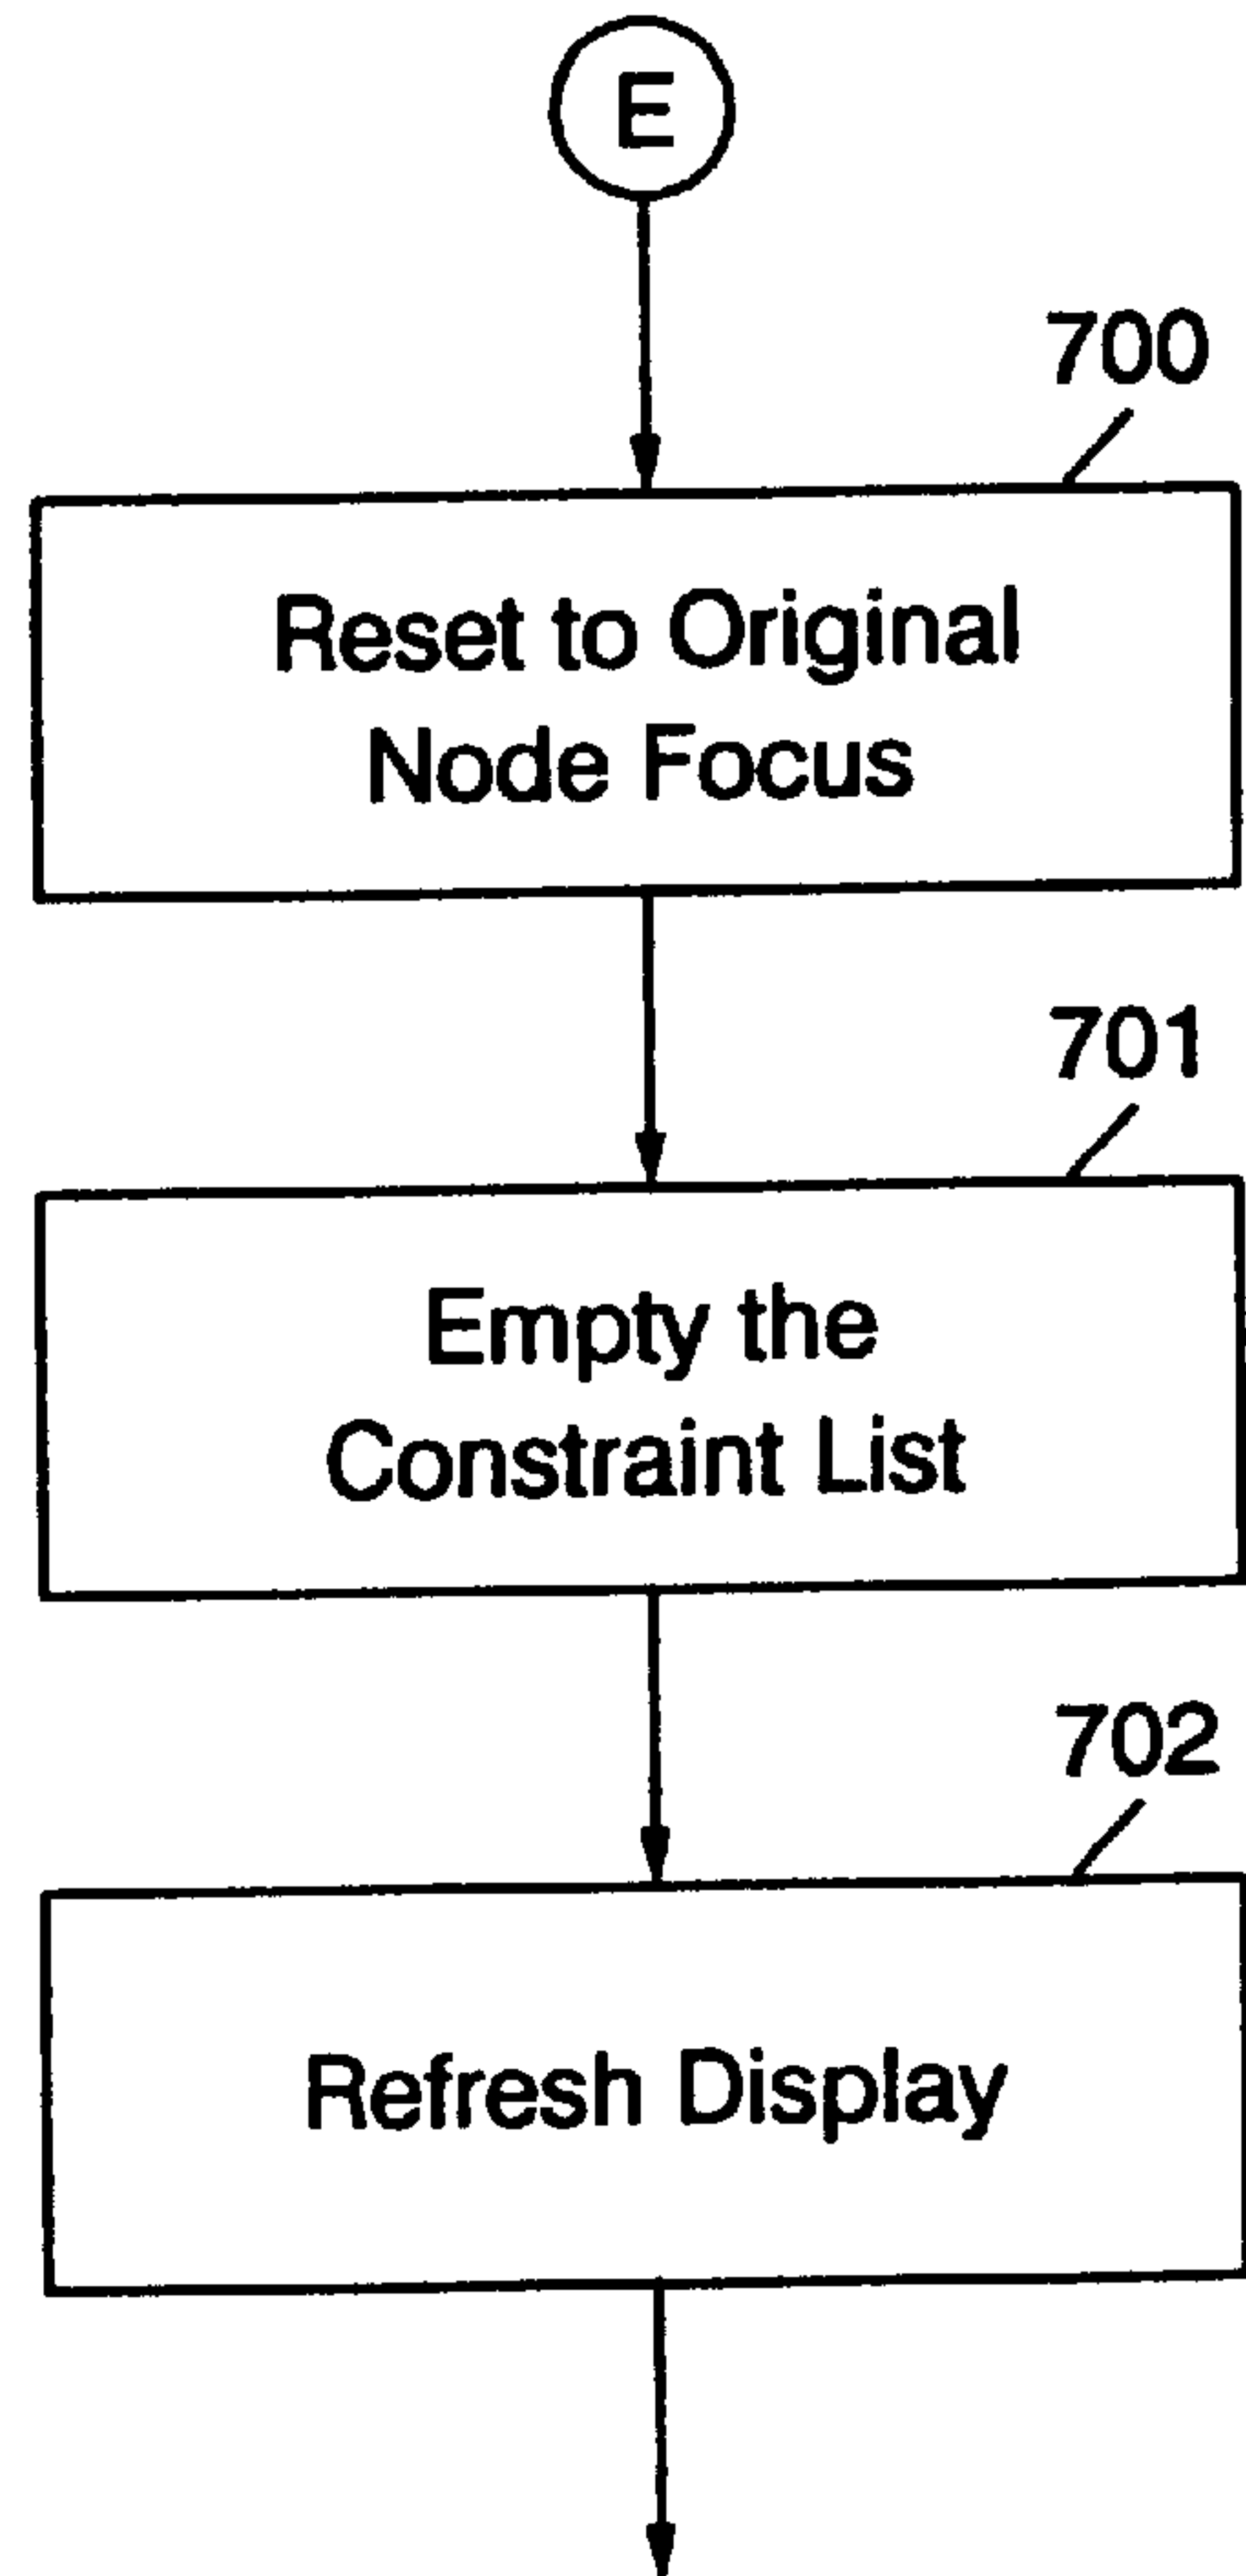 E
700
Reset to Original
Node Focus
701
Empty the
Constraint List
702
Refresh Display